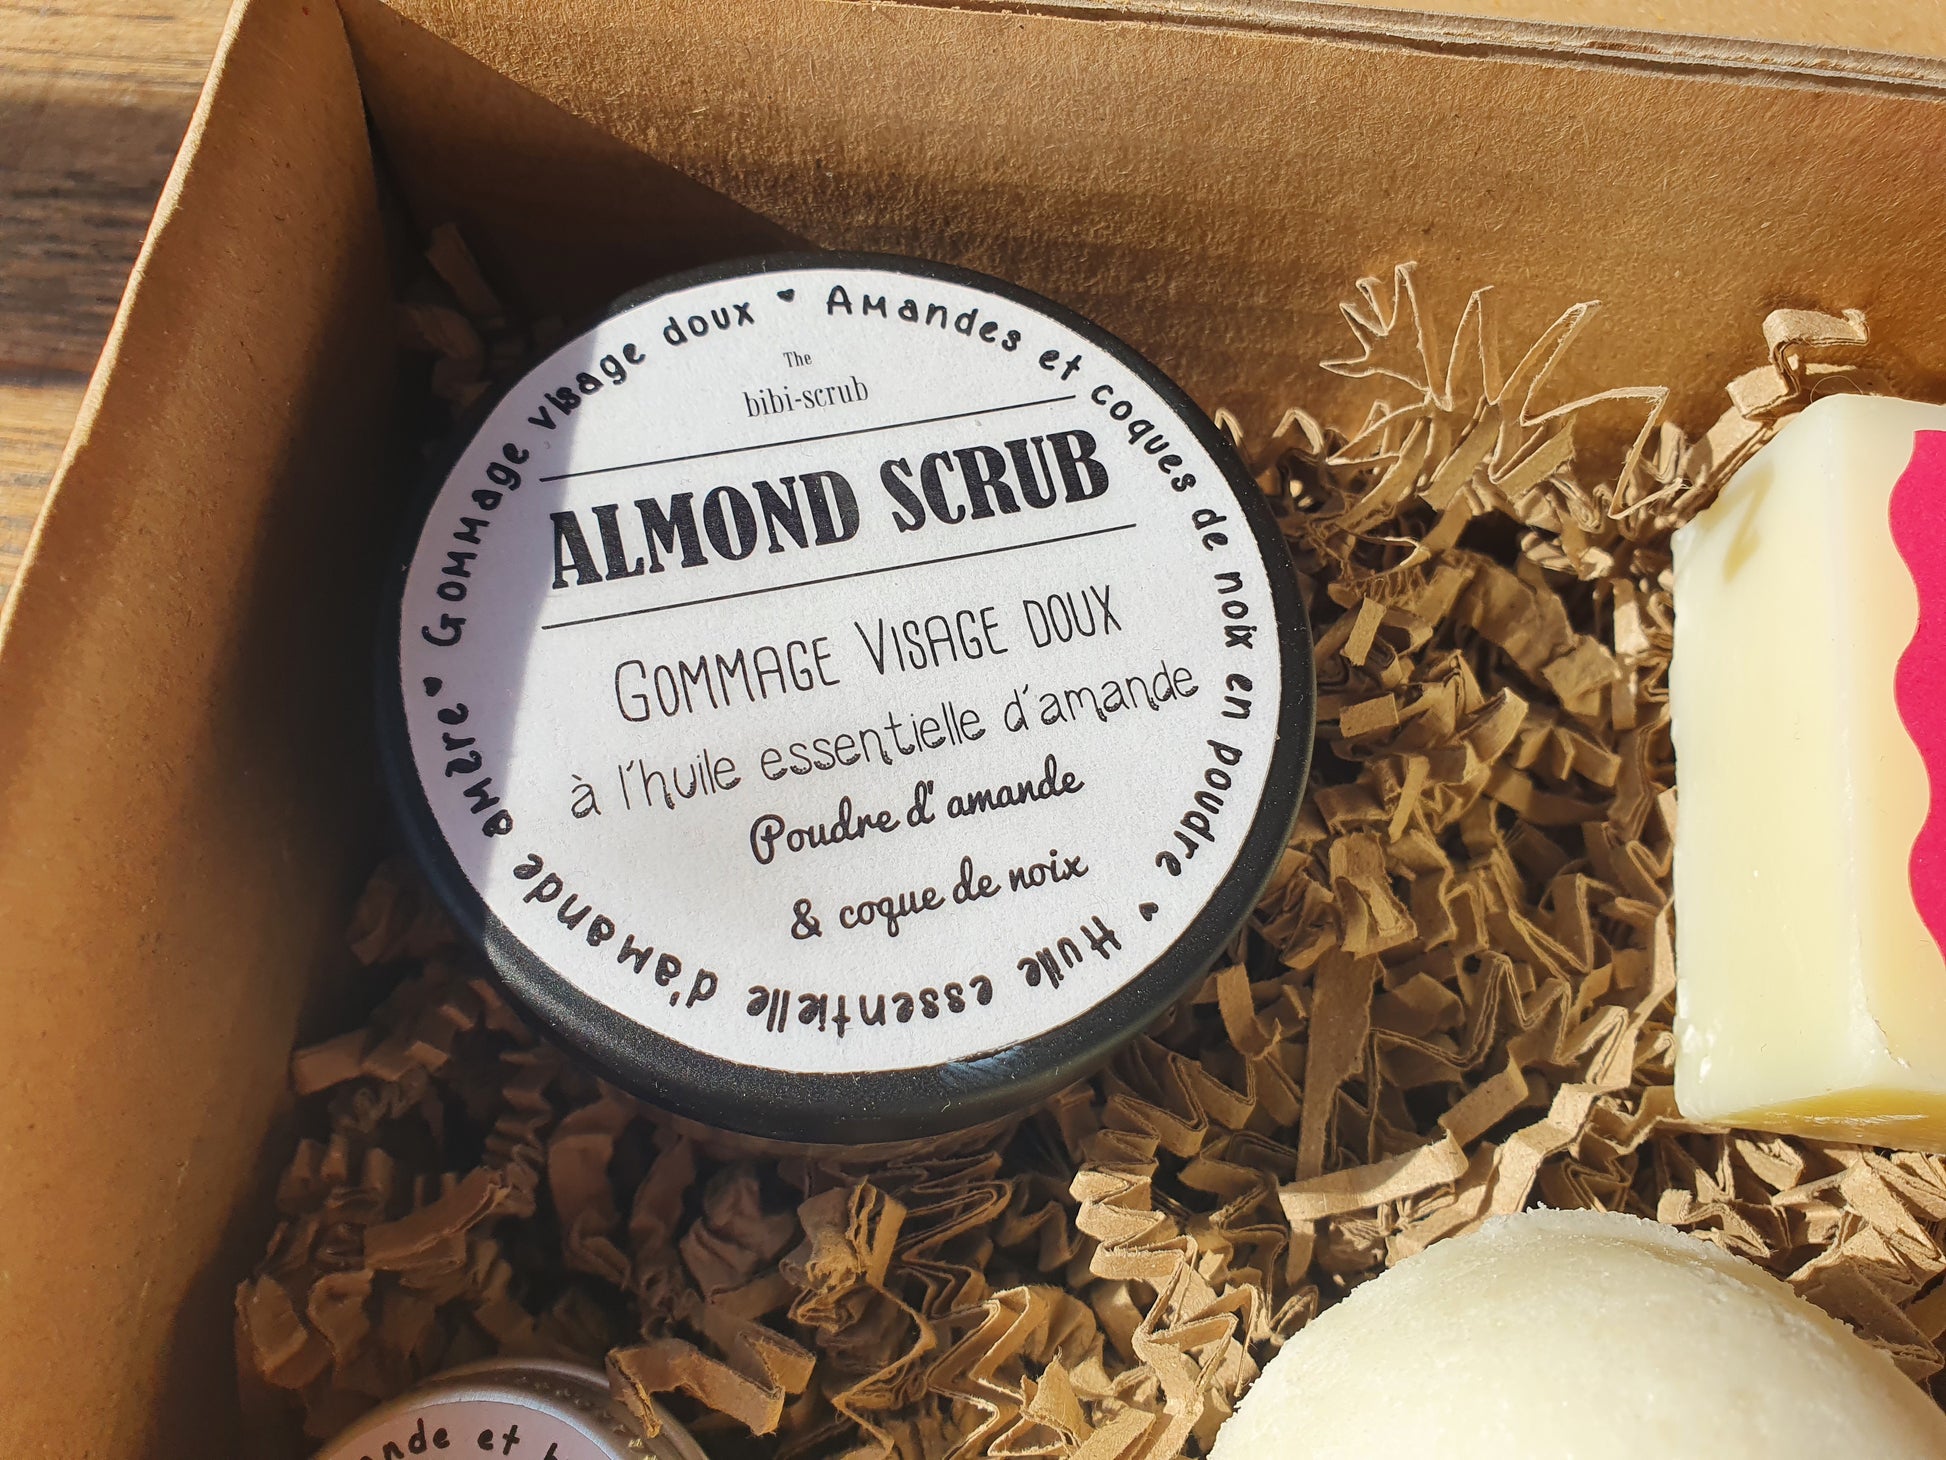 The
bibi-scrub
ALMOND SCRUB
GOMMAGE VISAGE DOUX
à l'huile essentielle d'amande
Poudre d'amande
& coque de noix
Gommage visage doux ♥ Amandes et coques de noix en poudre ♥ Huile essentielle d'amande amère ♥
et